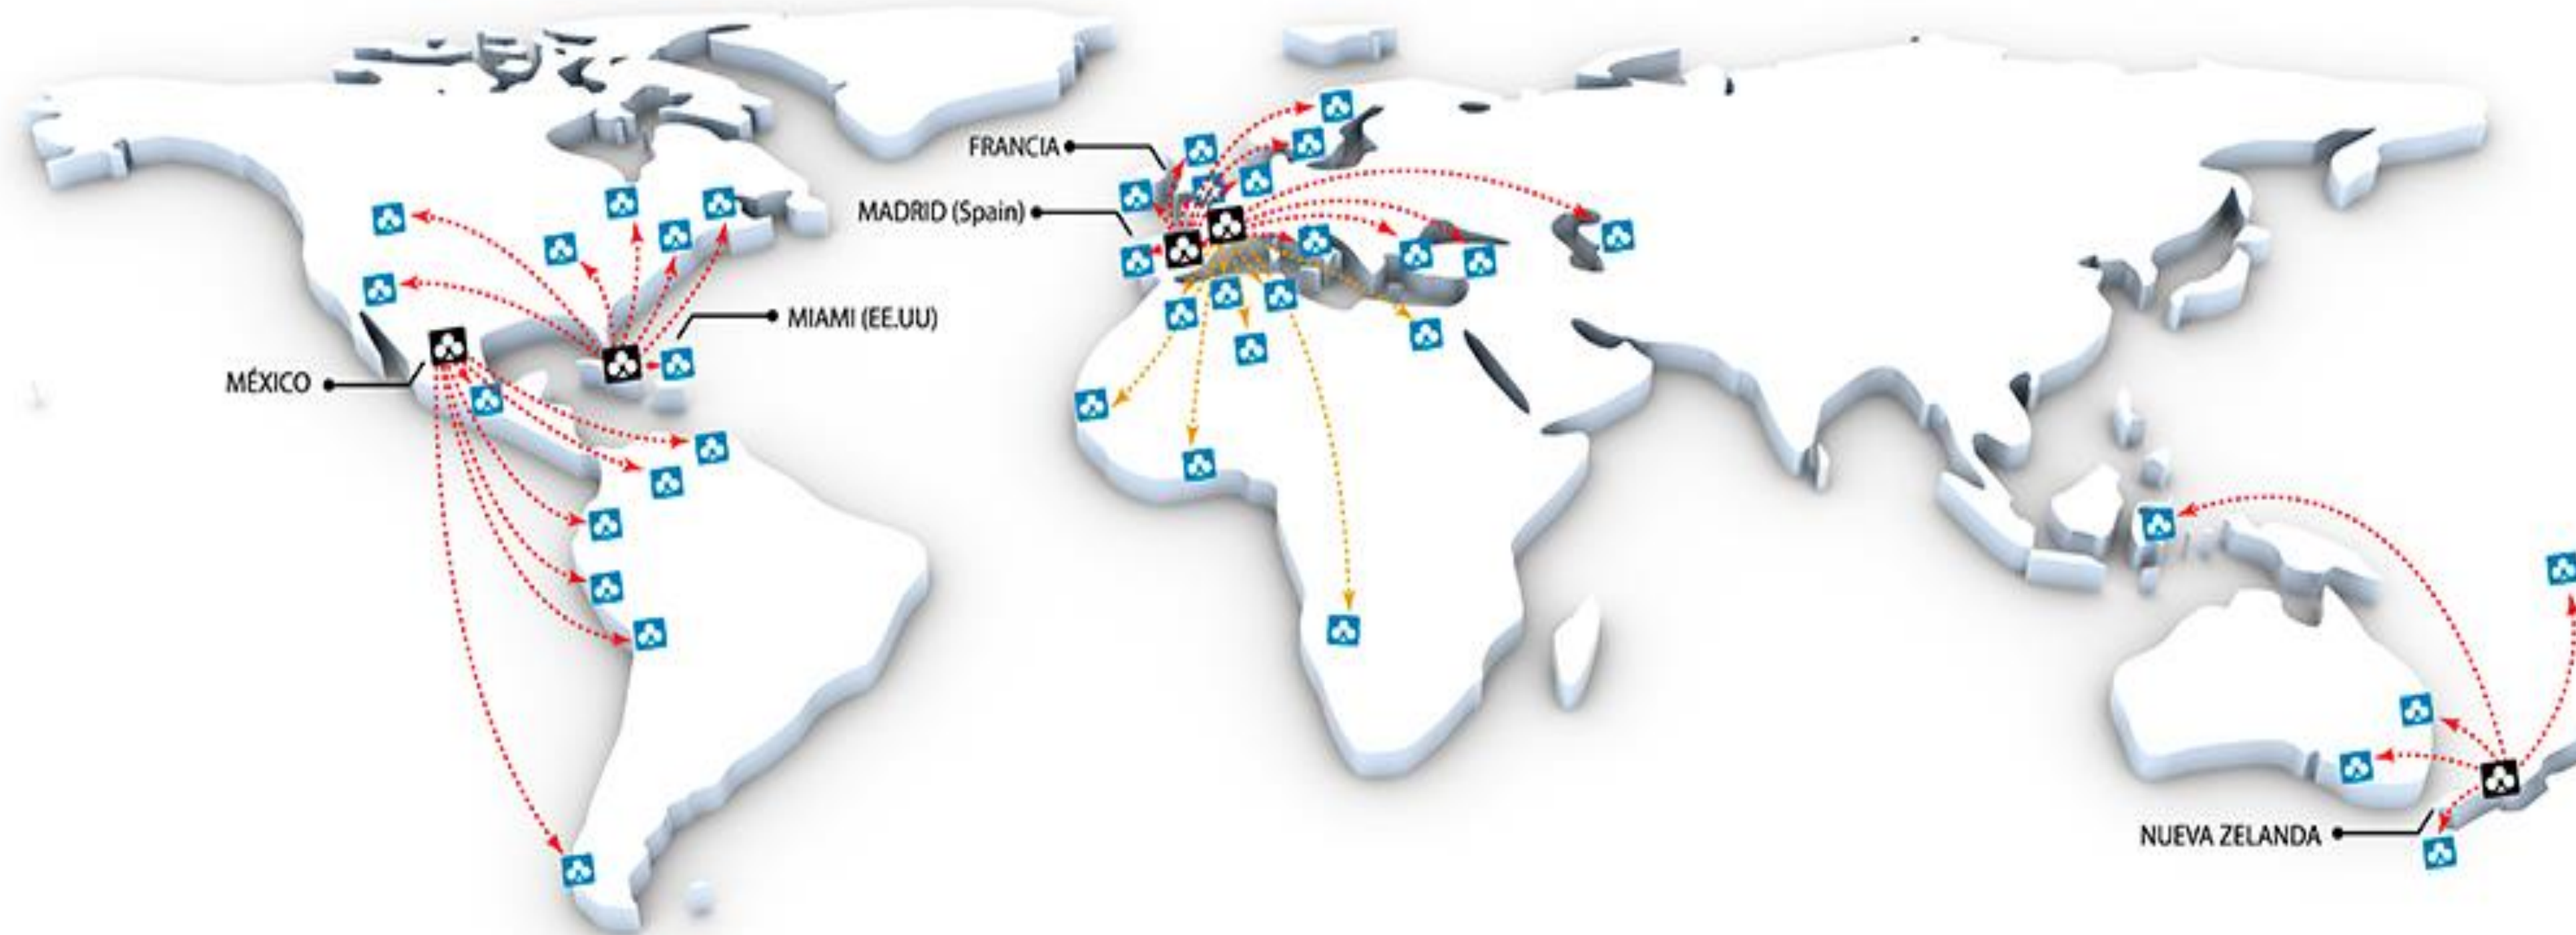 FRANCIA
MADRID (Spain)
MIAMI (EE.UU)
MÉXICO
NUEVA ZELANDA